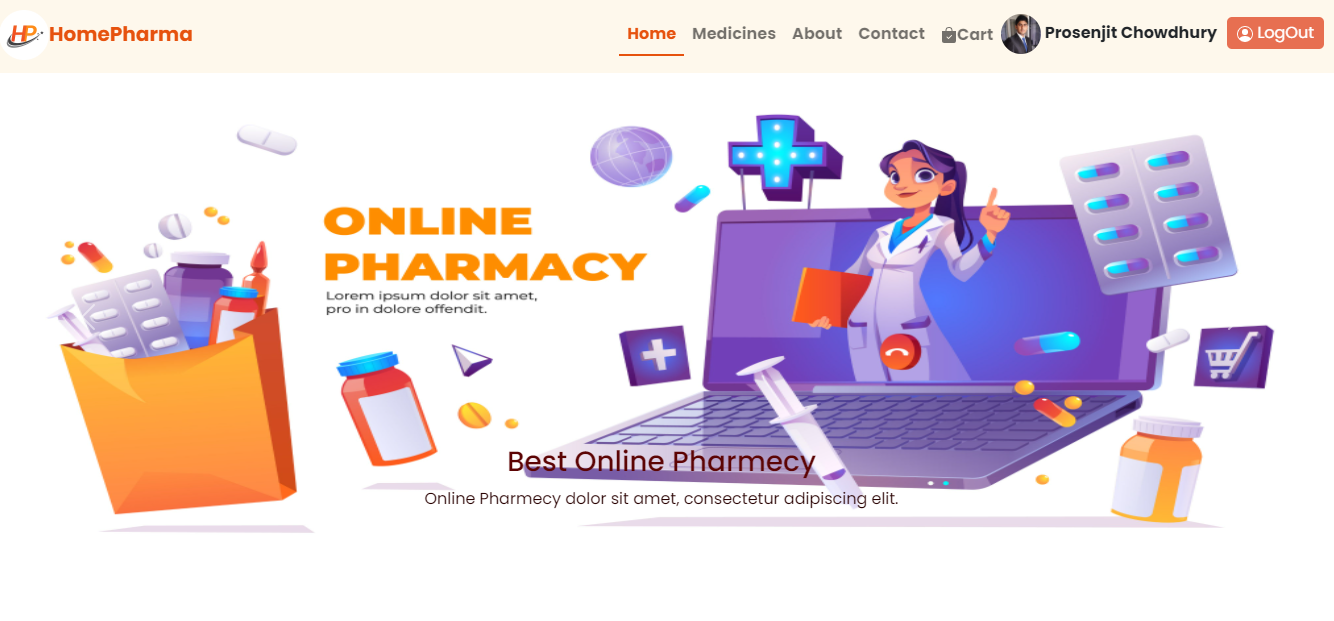 HP HomePharma
Home Medicines About Contact Cart Prosenjit Chowdhury LogOut
ONLINE
PHARMACY
Lorem ipsum dolor sit amet,
pro in dolore offendit.
Best Online Pharmecy
Online Pharmecy dolor sit amet, consectetur adipiscing elit.